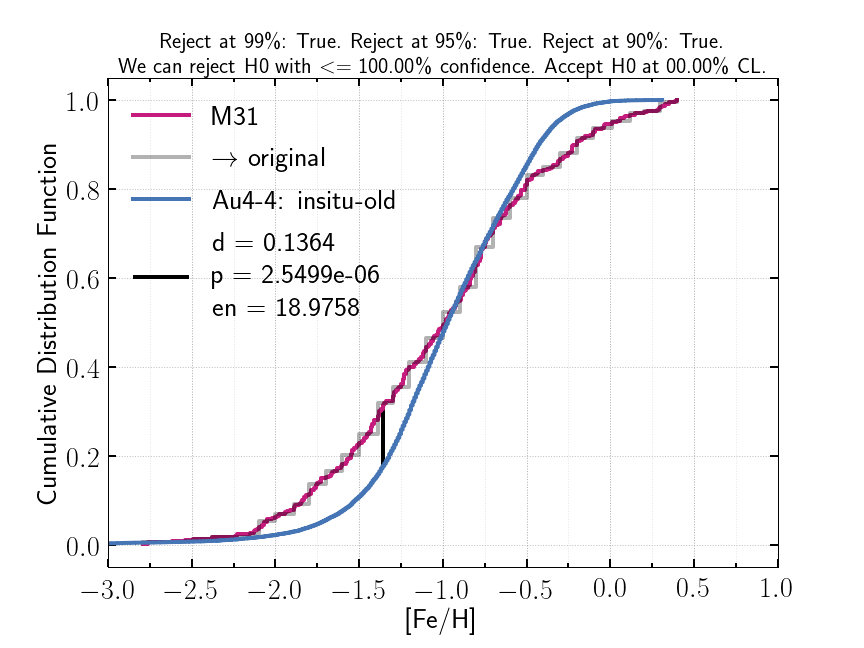 Reject at 99%: True. Reject at 95%: True. Reject at 90%: True.
We can reject H0 with <= 100.00% confidence. Accept H0 at 00.00% CL.
M31
→ original
Au4-4: insitu-old
d = 0.1364
p = 2.5499e-06
en = 18.9758
Cumulative Distribution Function
1.0
0.8
0.6
0.4
0.2
0.0
−3.0 −2.5 −2.0 −1.5 −1.0 −0.5 0.0 0.5 1.0
[Fe/H]